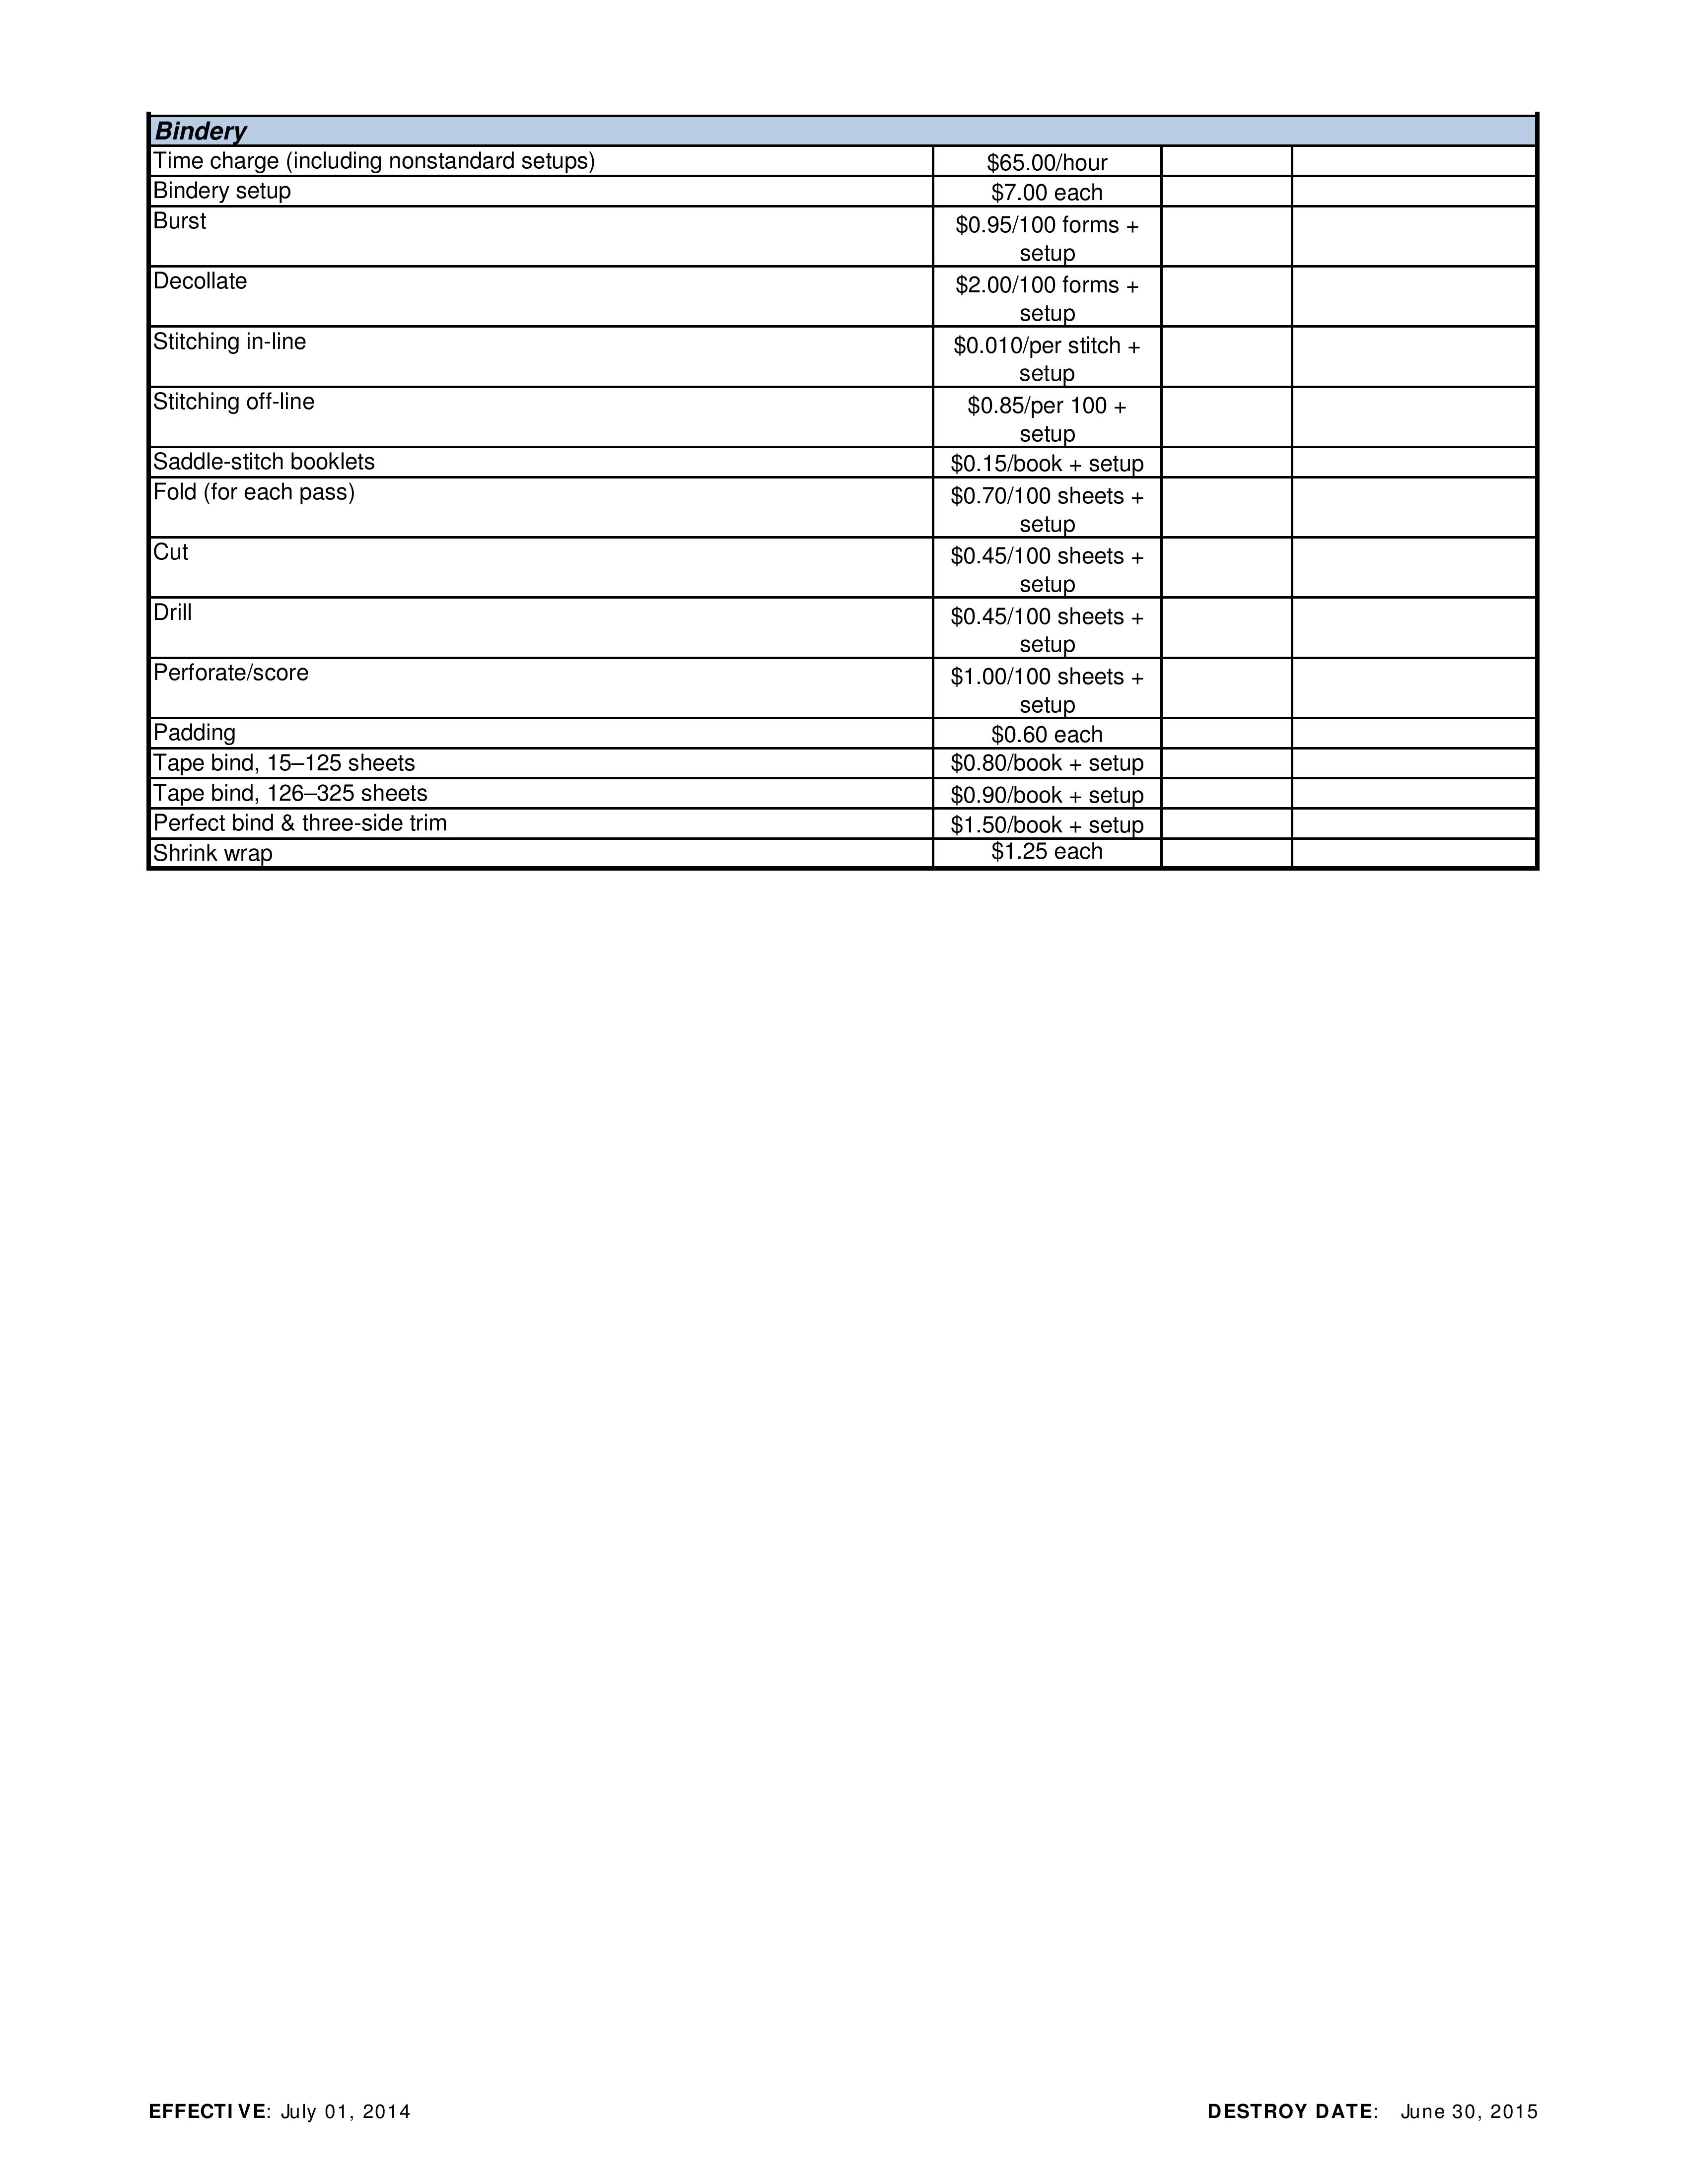 Bindery
Time charge (including nonstandard setups) $65.00/hour
Bindery setup $7.00 each
Burst $0.95/100 forms +
setup
Decollate $2.00/100 forms +
setup
Stitching in-line $0.010/per stitch +
setup
Stitching off-line $0.85/per 100 +
setup
Saddle-stitch booklets $0.15/book + setup
Fold (for each pass) $0.70/100 sheets +
setup
Cut $0.45/100 sheets +
setup
Drill $0.45/100 sheets +
setup
Perforate/score $1.00/100 sheets +
setup
Padding $0.60 each
Tape bind, 15–125 sheets $0.80/book + setup
Tape bind, 126–325 sheets $0.90/book + setup
Perfect bind & three-side trim $1.50/book + setup
Shrink wrap $1.25 each
EFFECTIVE: July 01, 2014 DESTROY DATE: June 30, 2015